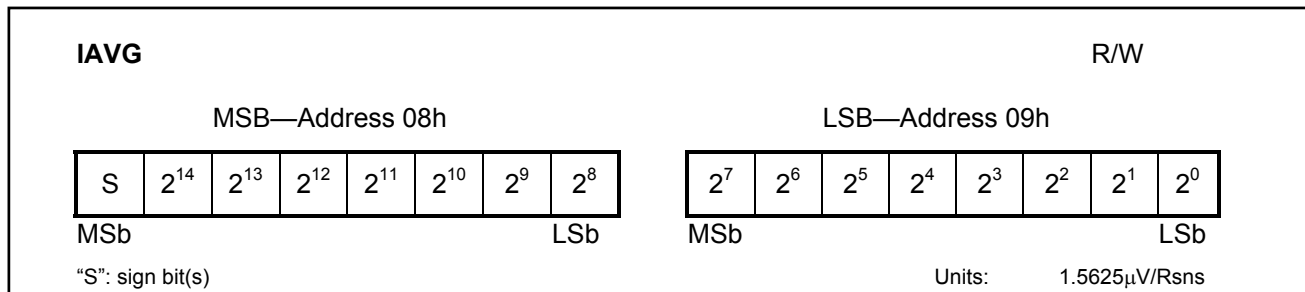 IAVG R/W
MSB—Address 08h LSB—Address 09h
S 2^14 2^13 2^12 2^11 2^10 2^9 2^8 2^7 2^6 2^5 2^4 2^3 2^2 2^1 2^0
MSb LSb MSb LSb
“S”: sign bit(s) Units: 1.5625μV/Rsns